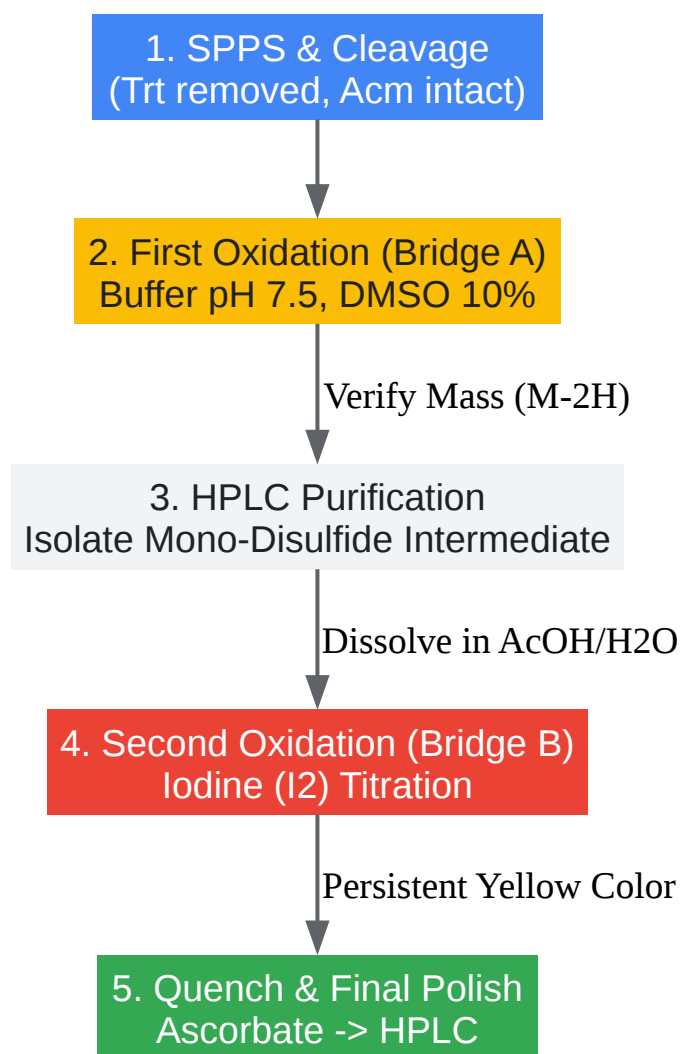 1. SPPS & Cleavage
(Trt removed, Acm intact)
2. First Oxidation (Bridge A)
Buffer pH 7.5, DMSO 10%
Verify Mass (M-2H)
3. HPLC Purification
Isolate Mono-Disulfide Intermediate
Dissolve in AcOH/H2O
4. Second Oxidation (Bridge B)
Iodine (I2) Titration
Persistent Yellow Color
5. Quench & Final Polish
Ascorbate -> HPLC